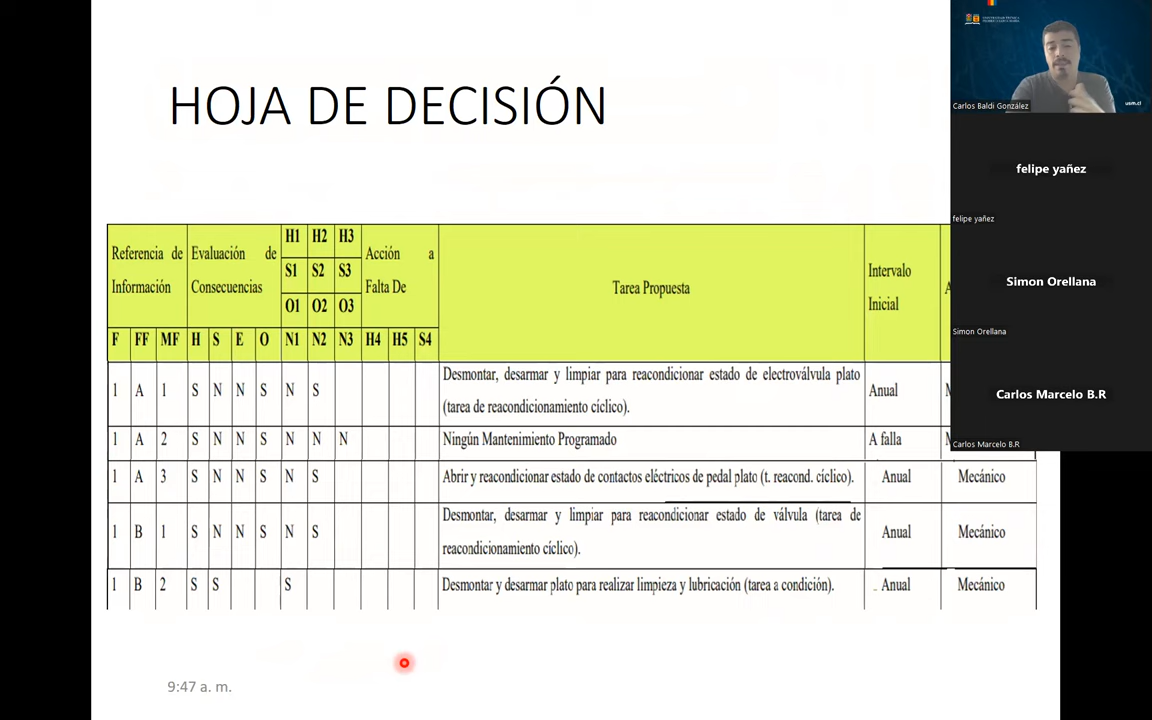 HOJA DE DECISIÓN
Referencia de Información
Evaluación de Consecuencias
H1 H2 H3
S1 S2 S3
O1 O2 O3
Acción a Falta De
Tarea Propuesta
Intervalo Inicial
A
F FF MF H S E O N1 N2 N3 H4 H5 S4
1 A 1 S N N S N S Desmontar, desarmar y limpiar para reacondicionar estado de electroválvula plato
(tarea de reacondicionamiento cíclico). Anual M
1 A 2 S N N S N N N Ningún Mantenimiento Programado A falla M
1 A 3 S N N S N S Abrir y reacondicionar estado de contactos eléctricos de pedal plato (t. reacond. cíclico). Anual Mecánico
1 B 1 S N N S N S Desmontar, desarmar y limpiar para reacondicionar estado de válvula (tarea de
reacondicionamiento cíclico). Anual Mecánico
1 B 2 S S S Desmontar y desarmar plato para realizar limpieza y lubricación (tarea a condición). Anual Mecánico
9:47 a. m.
Carlos Baldi González
usm.cl
felipe yañez
felipe yañez
Simon Orellana
Simon Orellana
Carlos Marcelo B.R
Carlos Marcelo B.R